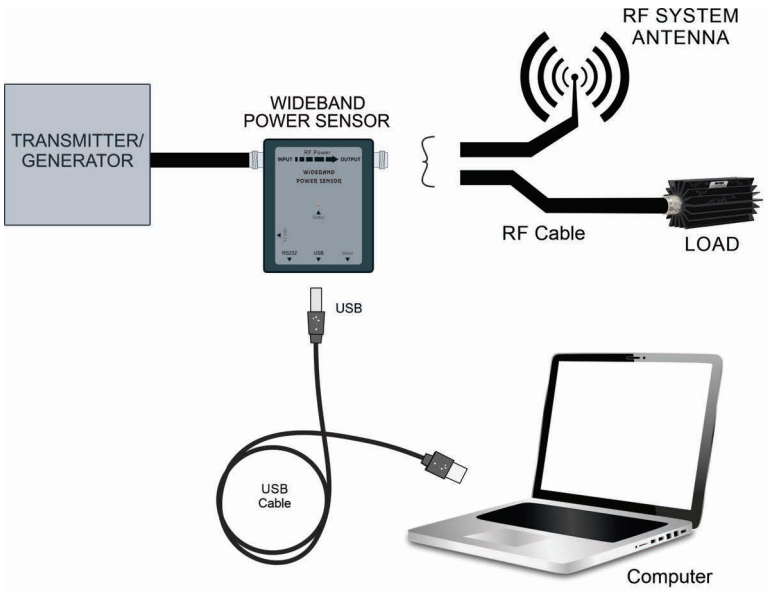 RF SYSTEM
ANTENNA
WIDEBAND
POWER SENSOR
TRANSMITTER/
GENERATOR
RF Power
INPUT OUTPUT
WIDEBAND
POWER SENSOR
RS232 USB
RF Cable
LOAD
USB
USB
Cable
Computer